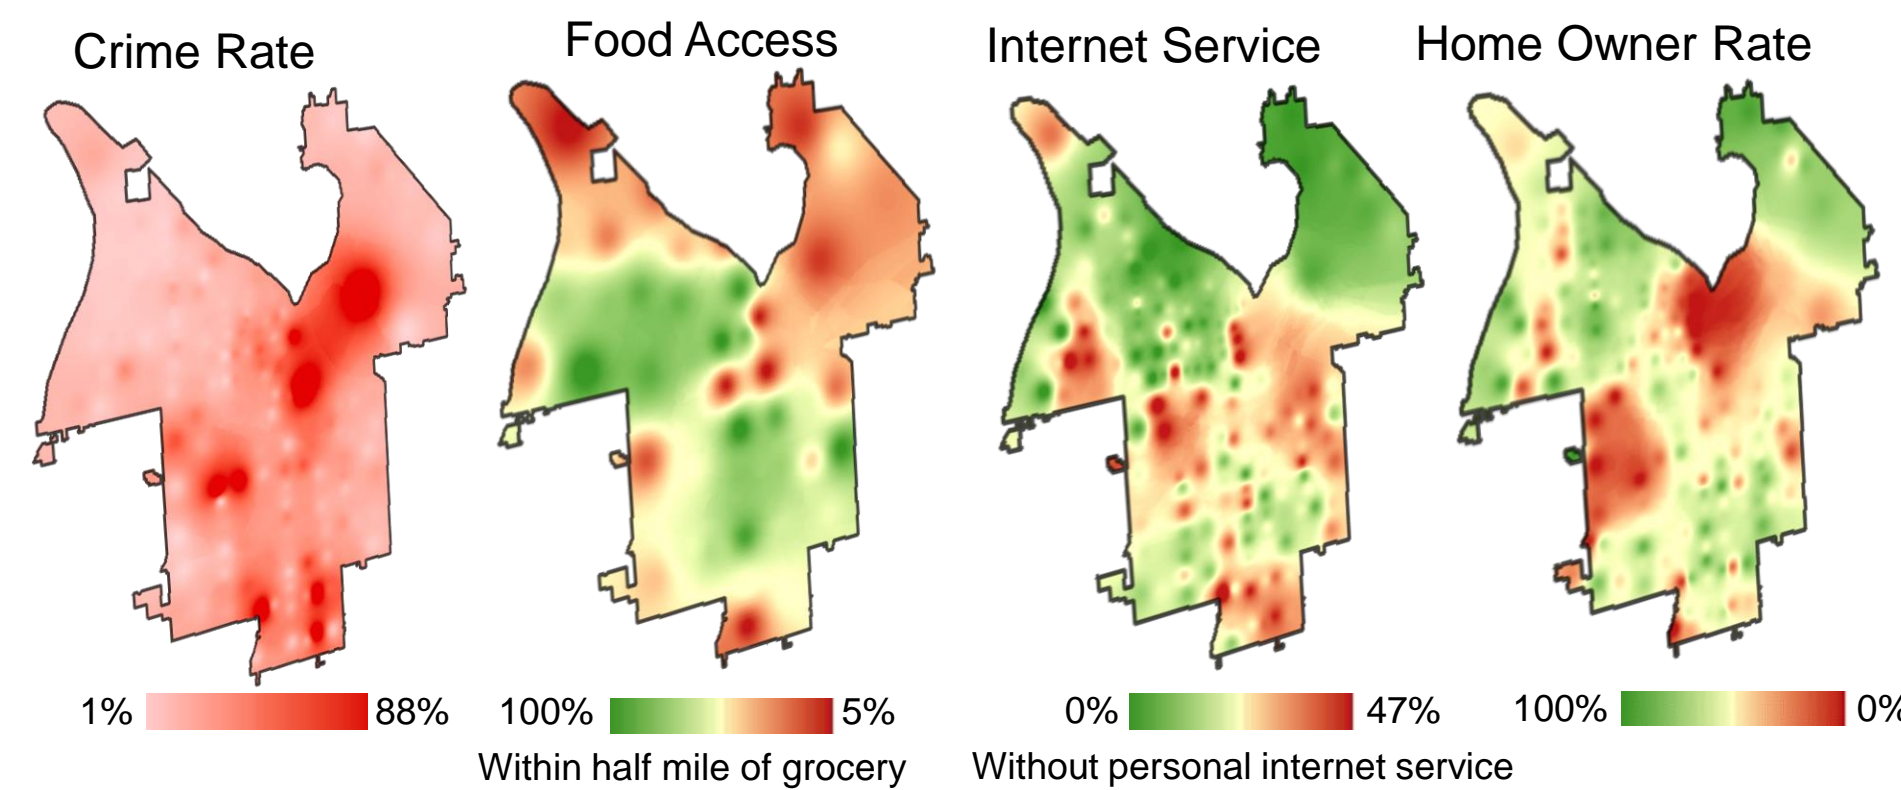 Crime Rate
Food Access
Internet Service
Home Owner Rate
1%
88%
100%
5%
0%
47%
100%
0%
Within half mile of grocery
Without personal internet service